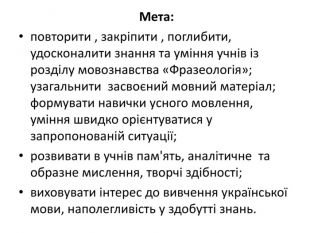 Мета:
• повторити , закріпити , поглибити,
удосконалити знання та уміння учнів із
розділу мовознавства «Фразеологія»;
узагальнити засвоєний мовний матеріал;
формувати навички усного мовлення,
уміння швидко орієнтуватися у
запропонованій ситуації;
• розвивати в учнів пам'ять, аналітичне та
образне мислення, творчі здібності;
• виховувати інтерес до вивчення української
мови, наполегливість у здобутті знань.